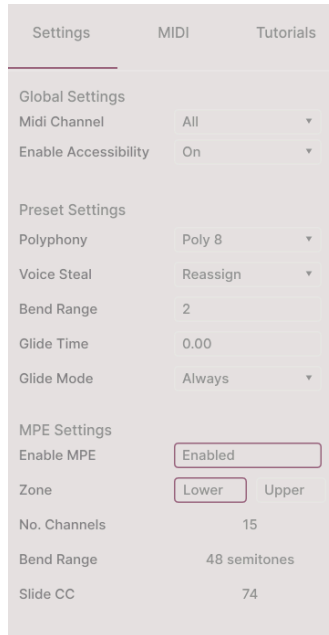 Settings MIDI Tutorials
Global Settings
Midi Channel All
Enable Accessibility On
Preset Settings
Polyphony Poly 8
Voice Steal Reassign
Bend Range 2
Glide Time 0.00
Glide Mode Always
MPE Settings
Enable MPE Enabled
Zone Lower Upper
No. Channels 15
Bend Range 48 semitones
Slide CC 74